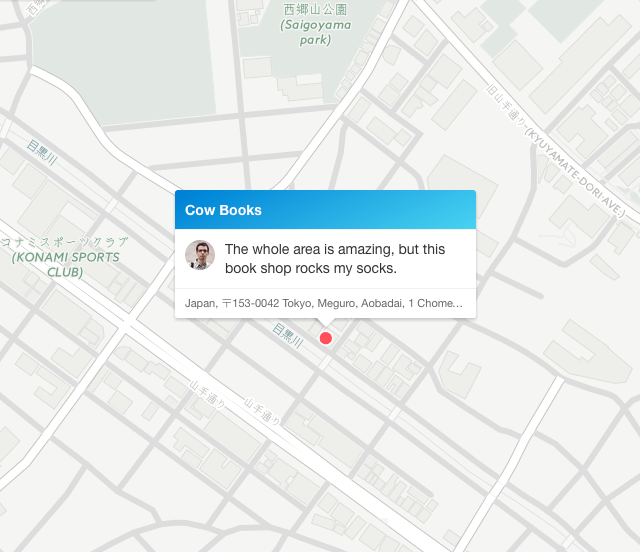 西郷山公園
(Saigoyama
park)
旧山手通り (KYUYAMATE-DORI AVE.)
目黒川
Cow Books
The whole area is amazing, but this
book shop rocks my socks.
Japan, 〒153-0042 Tokyo, Meguro, Aobadai, 1 Chome...
コナミスポーツクラブ
(KONAMI SPORTS
CLUB)
目黒川
山手通り
山手通り